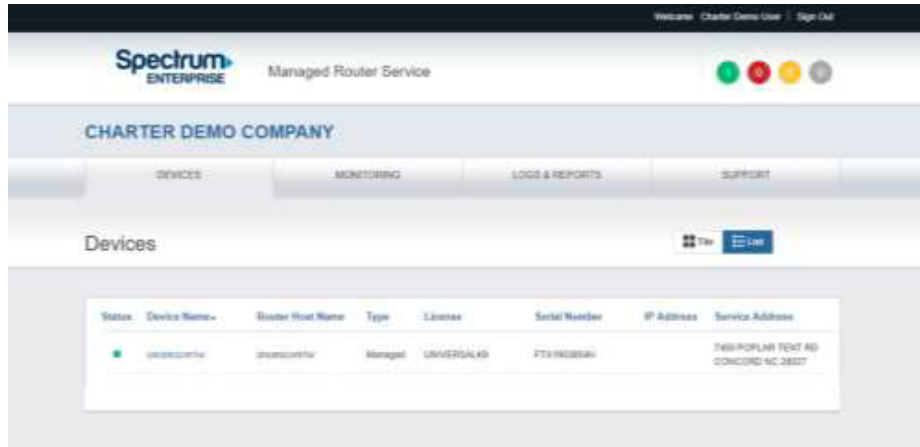 Welcome Charter Demo User | Sign Out
Spectrum
ENTERPRISE
Managed Router Service
CHARTER DEMO COMPANY
DEVICES MONITORING LOGS & REPORTS SUPPORT
Devices
Tile List
Status Device Name Router Host Name Type License Serial Number IP Address Service Address
Managed UNIVERSALK9
7400 POPLAR TENT RD
CONCORD NC 28027